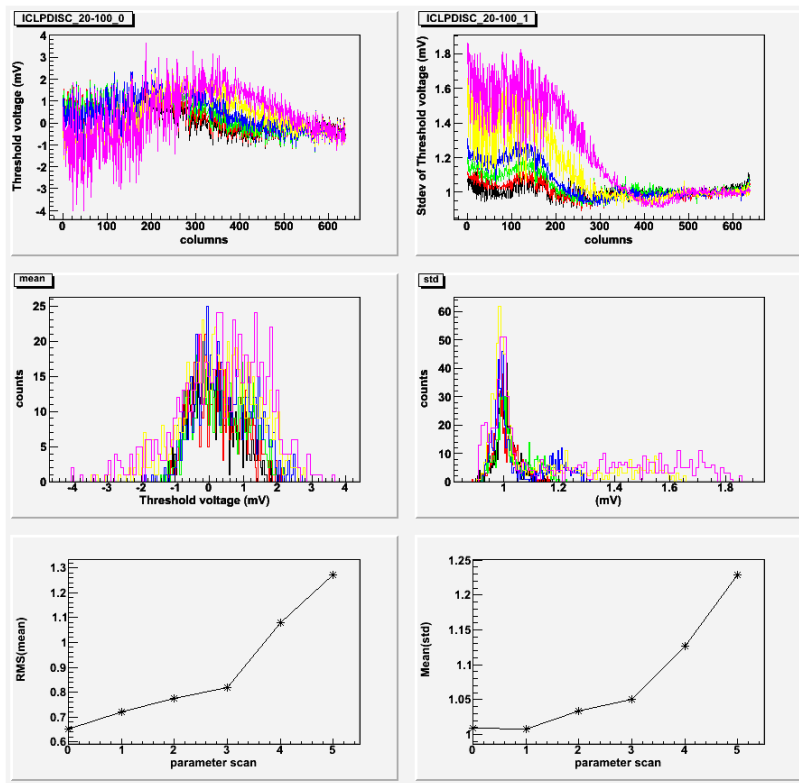 ICLPDISC_20-100_0
Threshold voltage (mV)
4
3
2
1
0
-1
-2
-3
-4
0 100 200 300 400 500 600
columns
ICLPDISC_20-100_1
Stdev of Threshold voltage (mV)
1.8
1.6
1.4
1.2
1
0 100 200 300 400 500 600
columns
mean
counts
25
20
15
10
5
0
-4 -3 -2 -1 0 1 2 3 4
Threshold voltage (mV)
std
counts
60
50
40
30
20
10
0
1 1.2 1.4 1.6 1.8
(mV)
RMS(mean)
1.3
1.2
1.1
1
0.9
0.8
0.7
0.6
0 1 2 3 4 5
parameter scan
Mean(std)
1.25
1.2
1.15
1.1
1.05
1
0 1 2 3 4 5
parameter scan